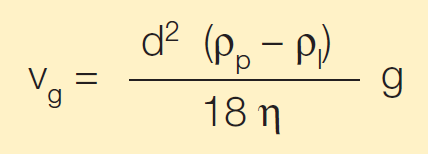 v_g = d² (ρ_p − ρ_l) / 18 η g